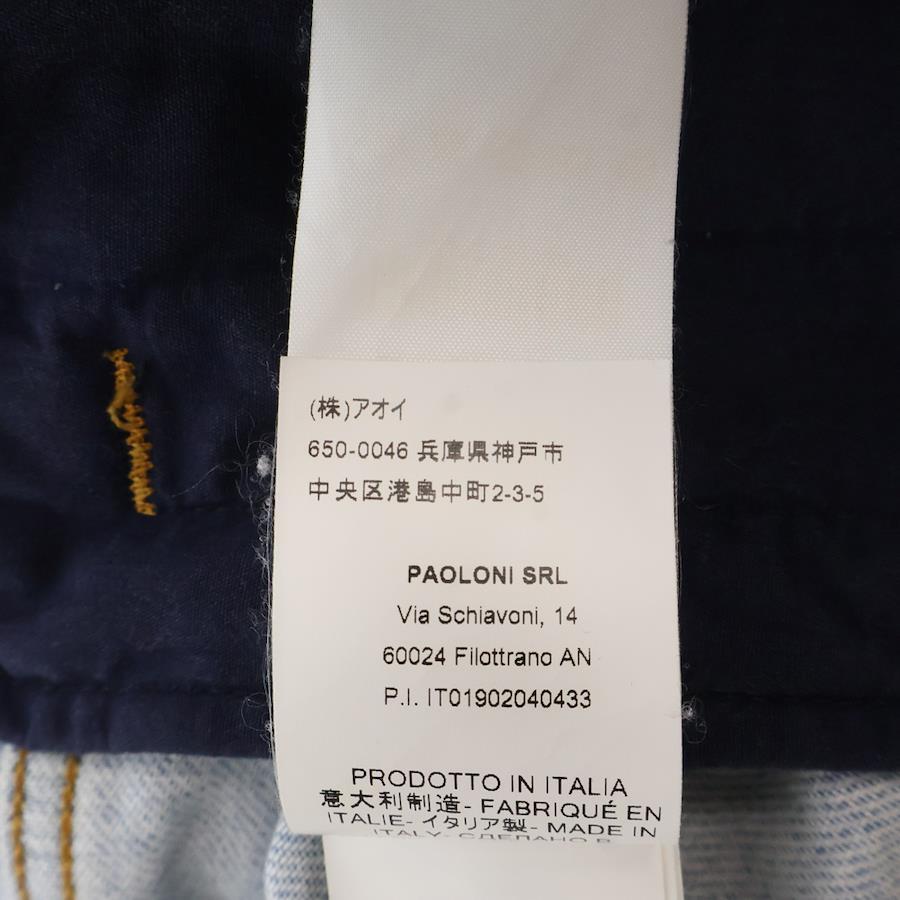 (株)アオイ
650-0046 兵庫県神戸市
中央区港島中町2-3-5
PAOLONI SRL
Via Schiavoni, 14
60024 Filottrano AN
P.I. IT01902040433
PRODOTTO IN ITALIA
意大利制造- FABRIQUÉ EN
ITALIE- イタリア製- MADE IN
ITALY- СДЕЛАНО В